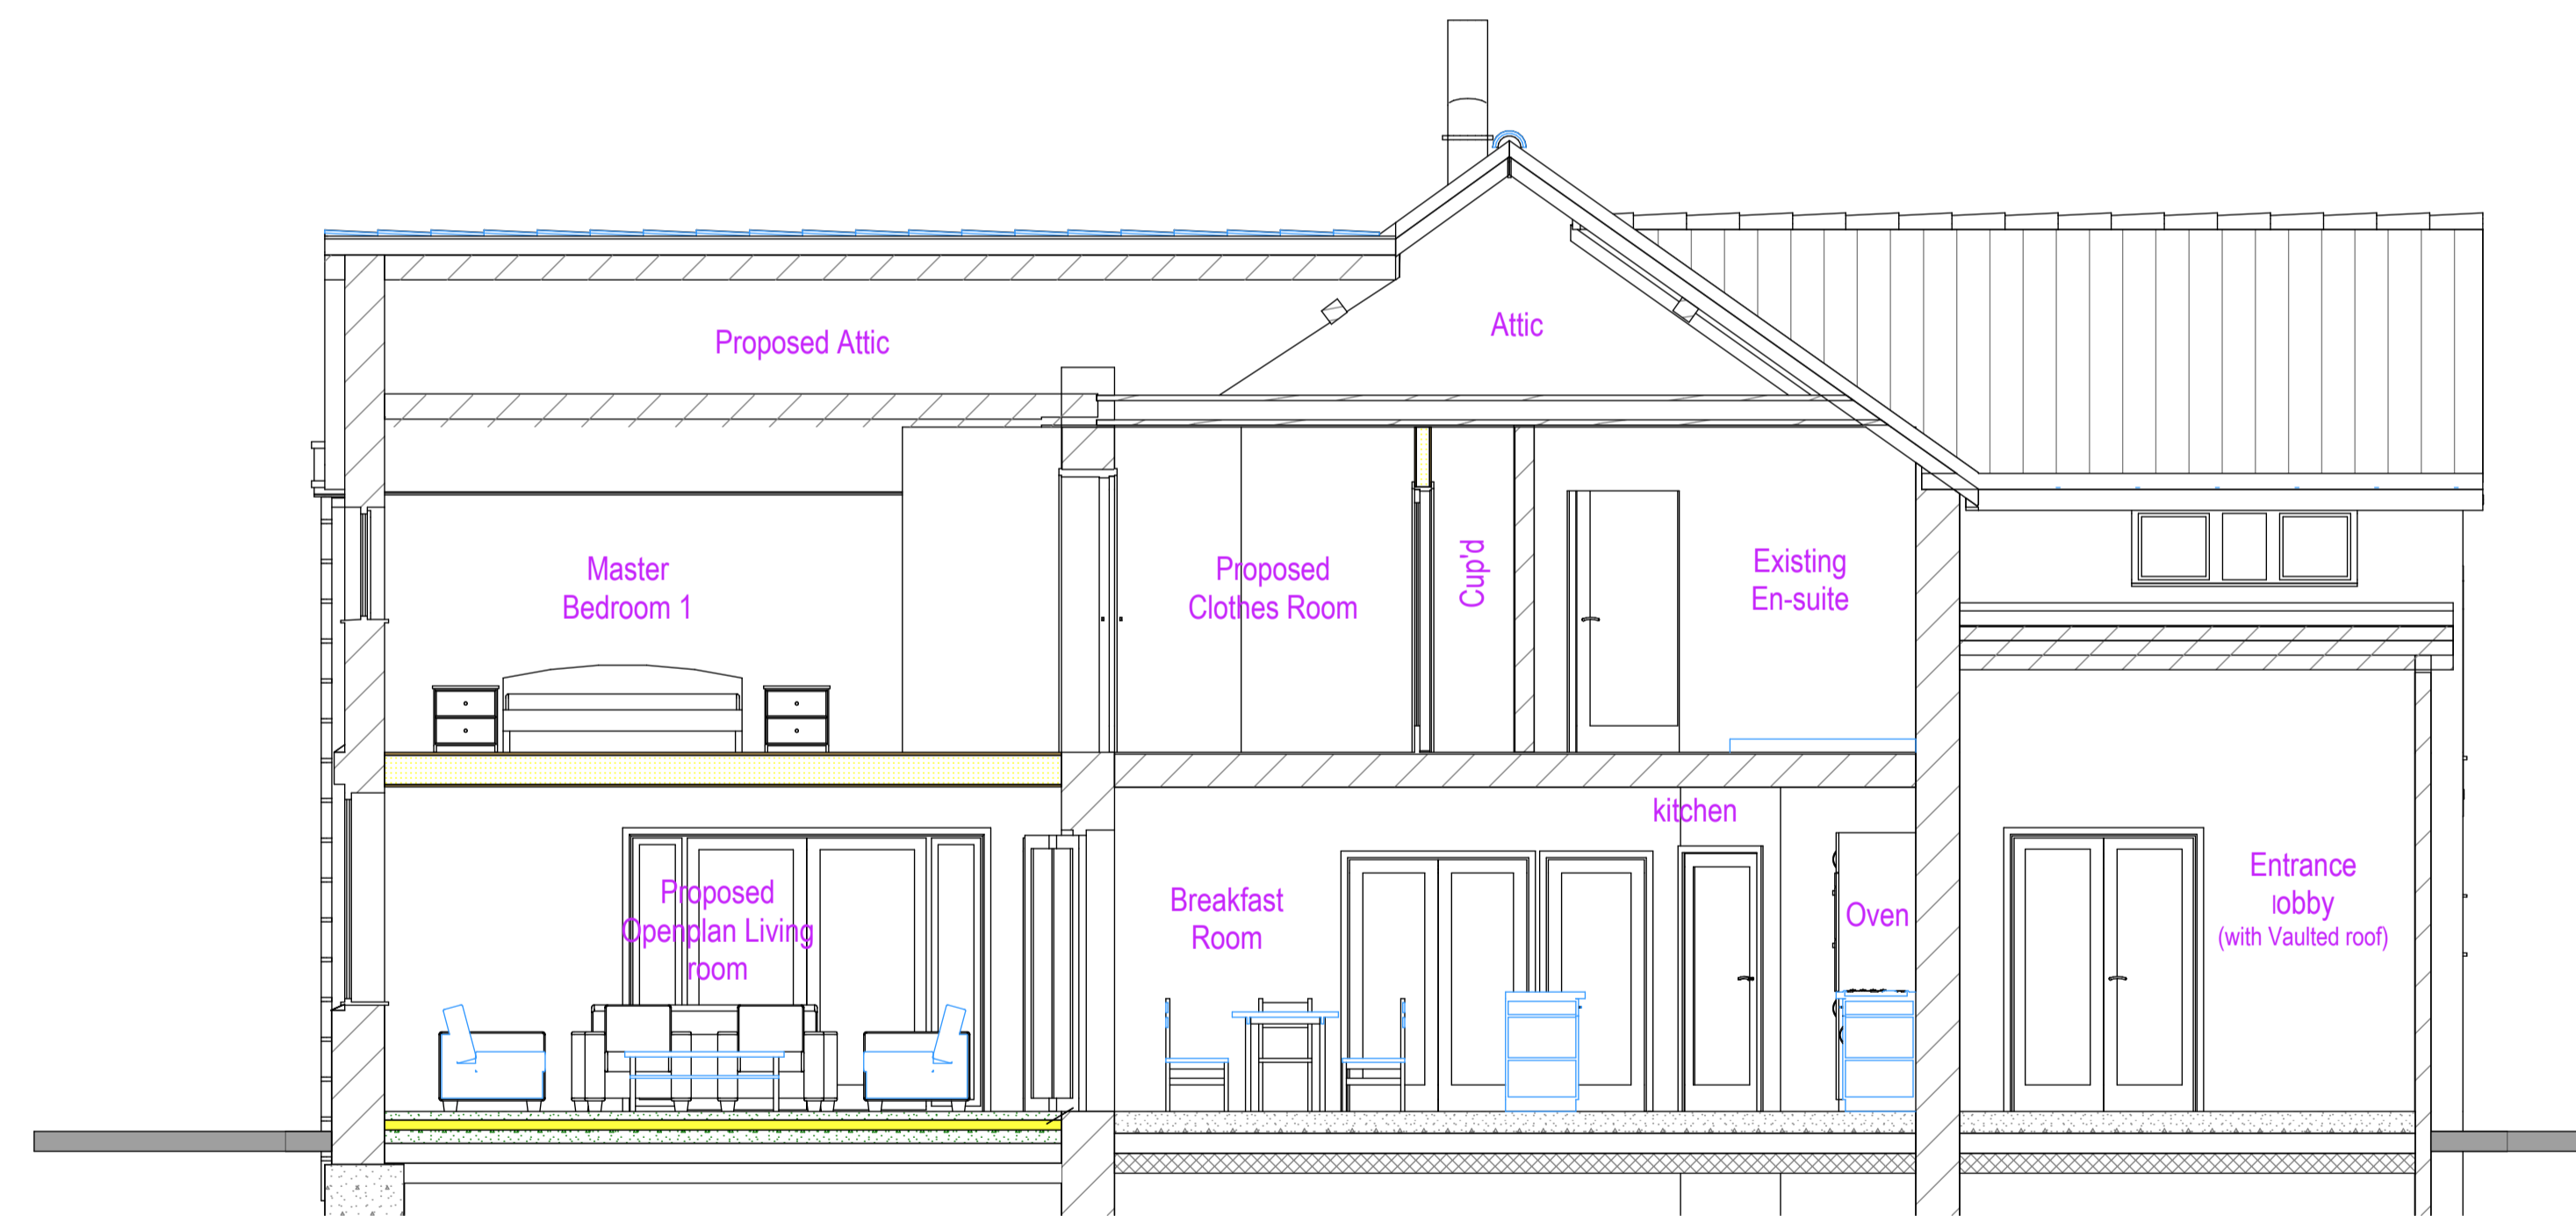 Attic
Proposed Attic
Master
Bedroom 1
Proposed
Clothes Room
Cup'd
Existing
En-suite
kitchen
Proposed
Openplan Living
room
Breakfast
Room
Oven
Entrance
lobby
(with Vaulted roof)